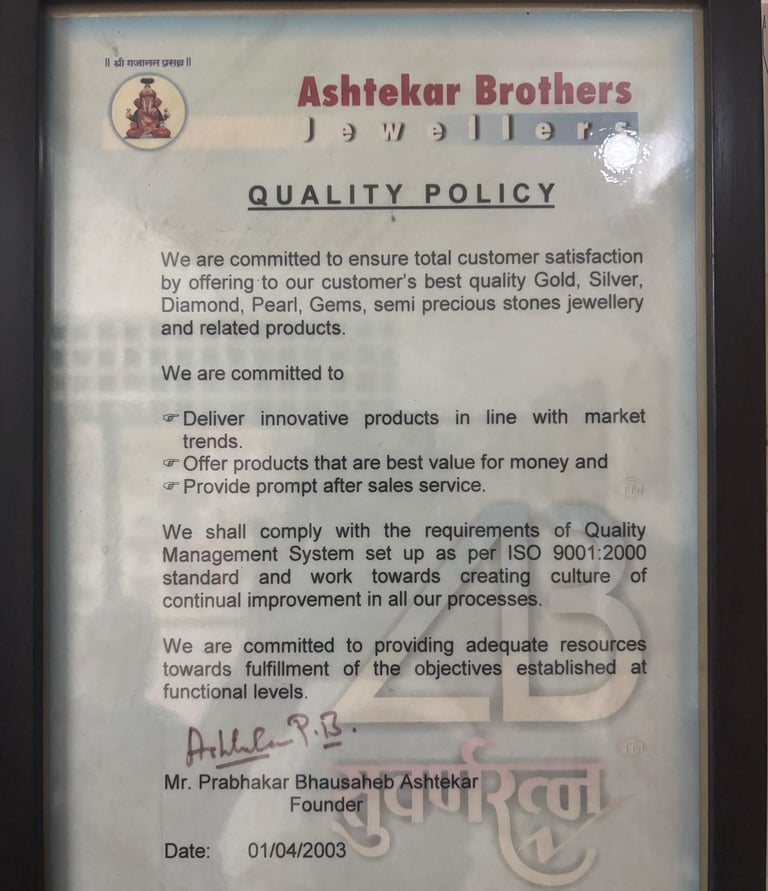 ॥ श्री गजानन प्रसन्न ॥
Ashtekar Brothers
Jewellers
QUALITY POLICY
We are committed to ensure total customer satisfaction
by offering to our customer's best quality Gold, Silver,
Diamond, Pearl, Gems, semi precious stones jewellery
and related products.
We are committed to
☞ Deliver innovative products in line with market
trends.
☞ Offer products that are best value for money and
☞ Provide prompt after sales service.
TM
We shall comply with the requirements of Quality
Management System set up as per ISO 9001:2000
standard and work towards creating culture of
continual improvement in all our processes.
We are committed to providing adequate resources
towards fulfillment of the objectives established at
functional levels.
AB
Ashtekar P.B.
TM
सुवर्णरत्न
Mr. Prabhakar Bhausaheb Ashtekar
Founder
Date: 01/04/2003